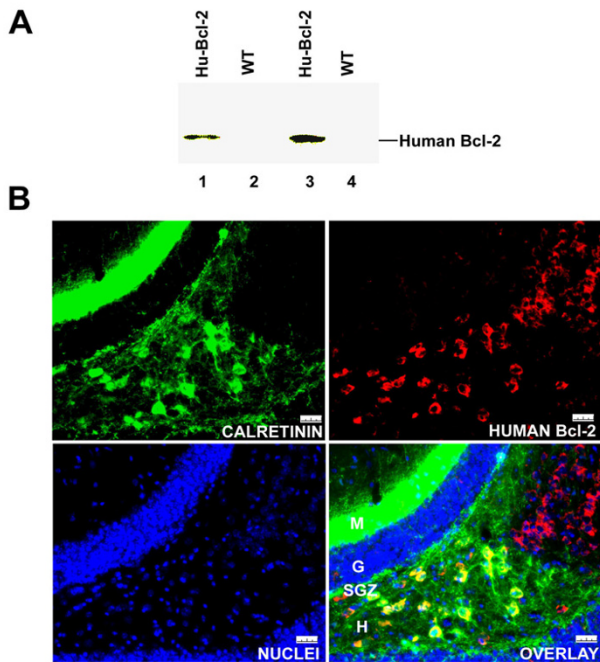 A
Hu-Bcl-2 WT Hu-Bcl-2 WT
Human Bcl-2
1 2 3 4
B
CALRETININ HUMAN Bcl-2
M
G
SGZ
H
NUCLEI OVERLAY